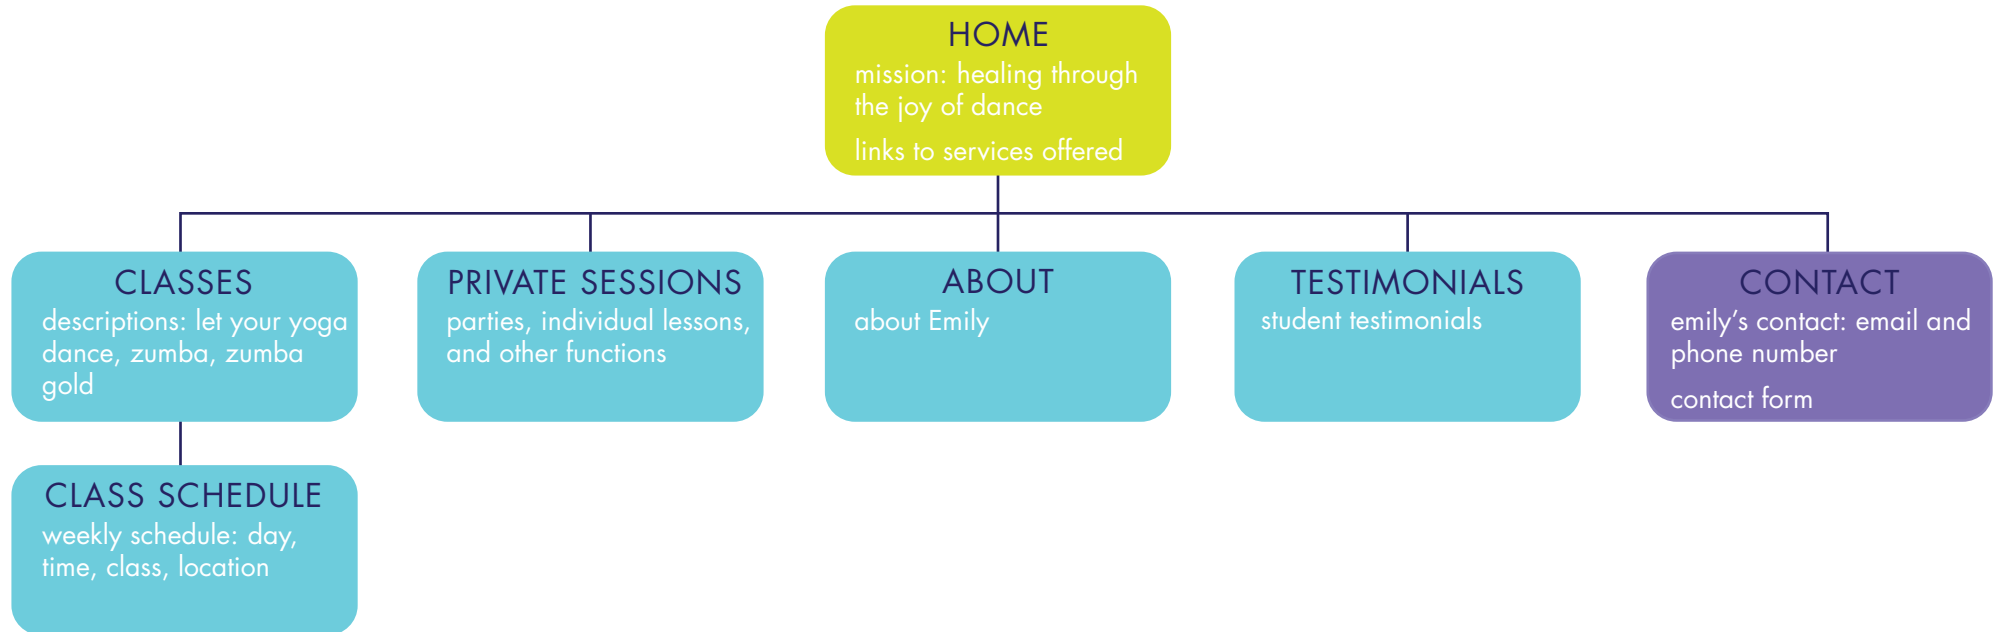 HOME
mission: healing through
the joy of dance
links to services offered
CLASSES
descriptions: let your yoga
dance, zumba, zumba
gold
PRIVATE SESSIONS
parties, individual lessons,
and other functions
ABOUT
about Emily
TESTIMONIALS
student testimonials
CONTACT
emily’s contact: email and
phone number
contact form
CLASS SCHEDULE
weekly schedule: day,
time, class, location